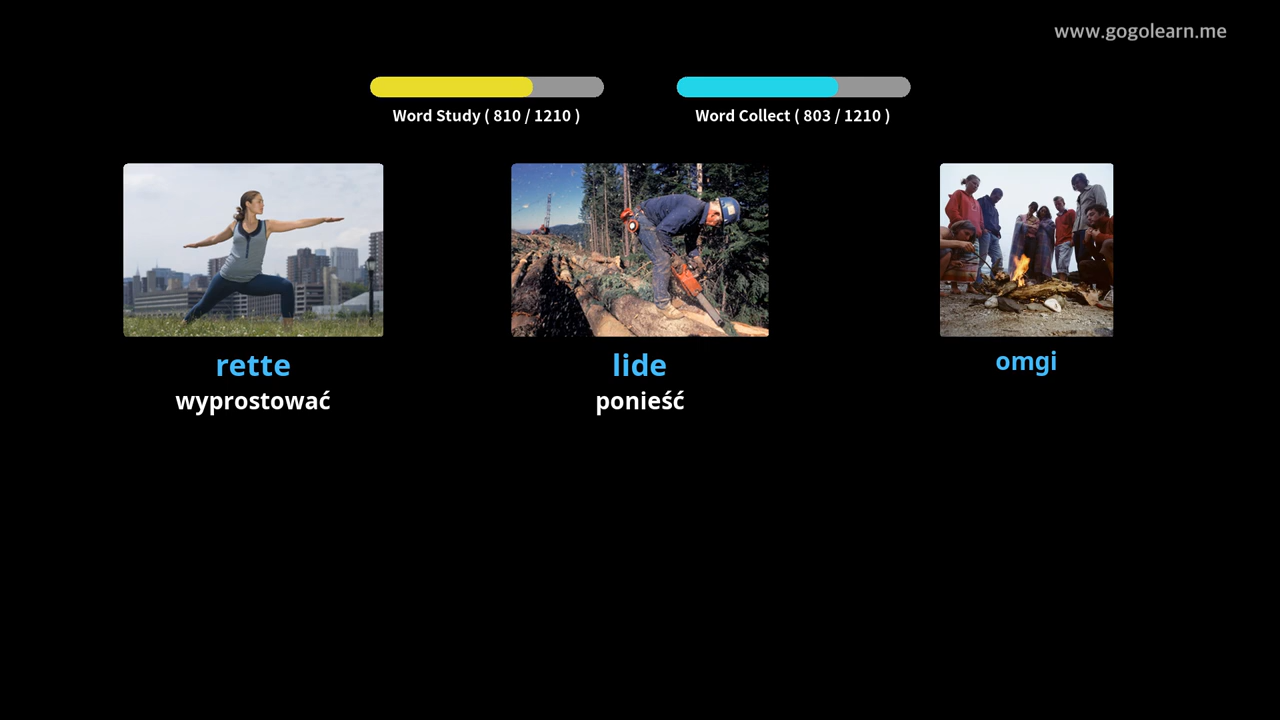 www.gogolearn.me
Word Study ( 810 / 1210 )
Word Collect ( 803 / 1210 )
rette
wyprostować
lide
ponieść
omgi